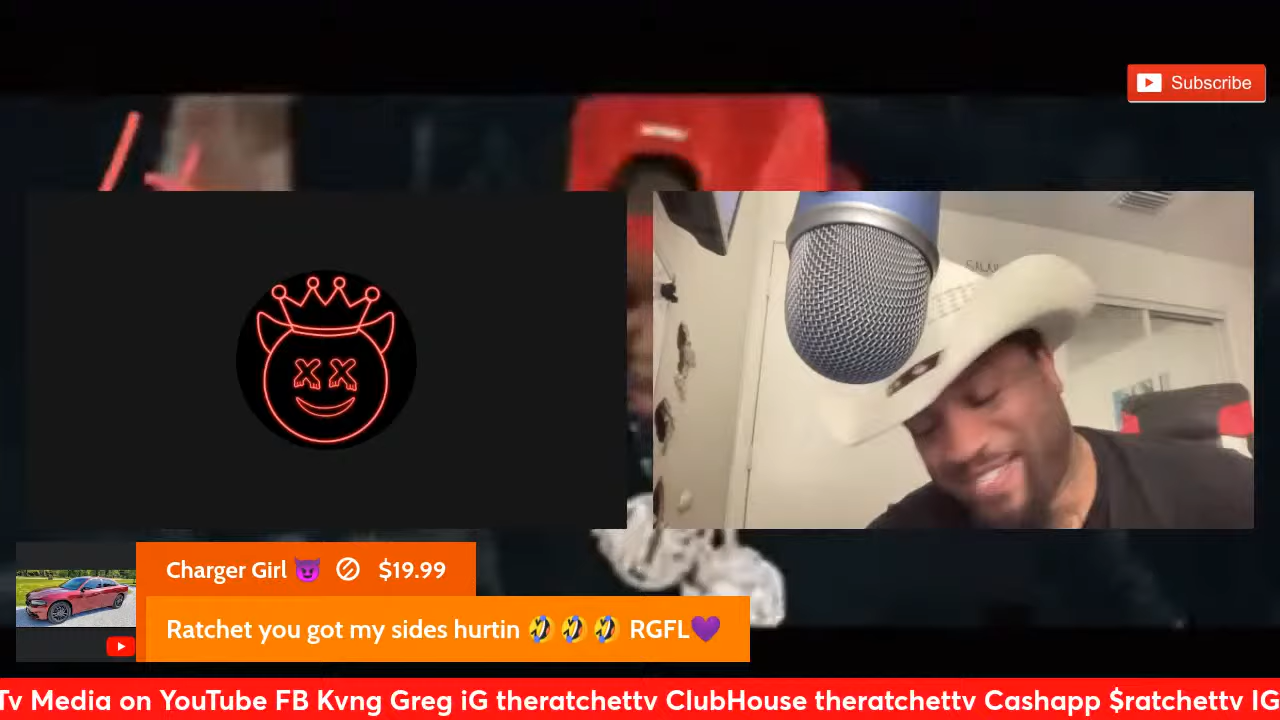 Subscribe
Charger Girl 😈 $19.99
Ratchet you got my sides hurtin 🤣🤣🤣 RGFL💜
Tv Media on YouTube FB Kvng Greg iG theratchettv ClubHouse theratchettv Cashapp $ratchettv IG